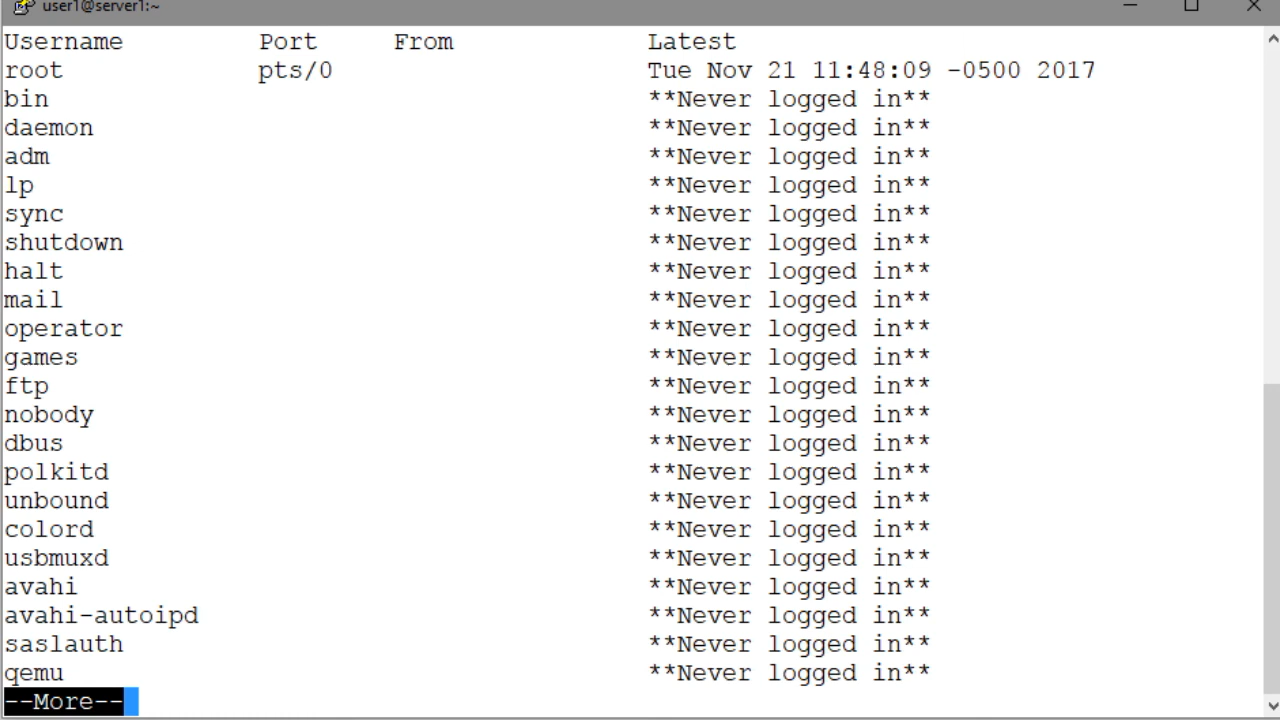 user1@server1:~
Username Port From Latest
root pts/0 Tue Nov 21 11:48:09 -0500 2017
bin **Never logged in**
daemon **Never logged in**
adm **Never logged in**
lp **Never logged in**
sync **Never logged in**
shutdown **Never logged in**
halt **Never logged in**
mail **Never logged in**
operator **Never logged in**
games **Never logged in**
ftp **Never logged in**
nobody **Never logged in**
dbus **Never logged in**
polkitd **Never logged in**
unbound **Never logged in**
colord **Never logged in**
usbmuxd **Never logged in**
avahi **Never logged in**
avahi-autoipd **Never logged in**
saslauth **Never logged in**
qemu **Never logged in**
--More--